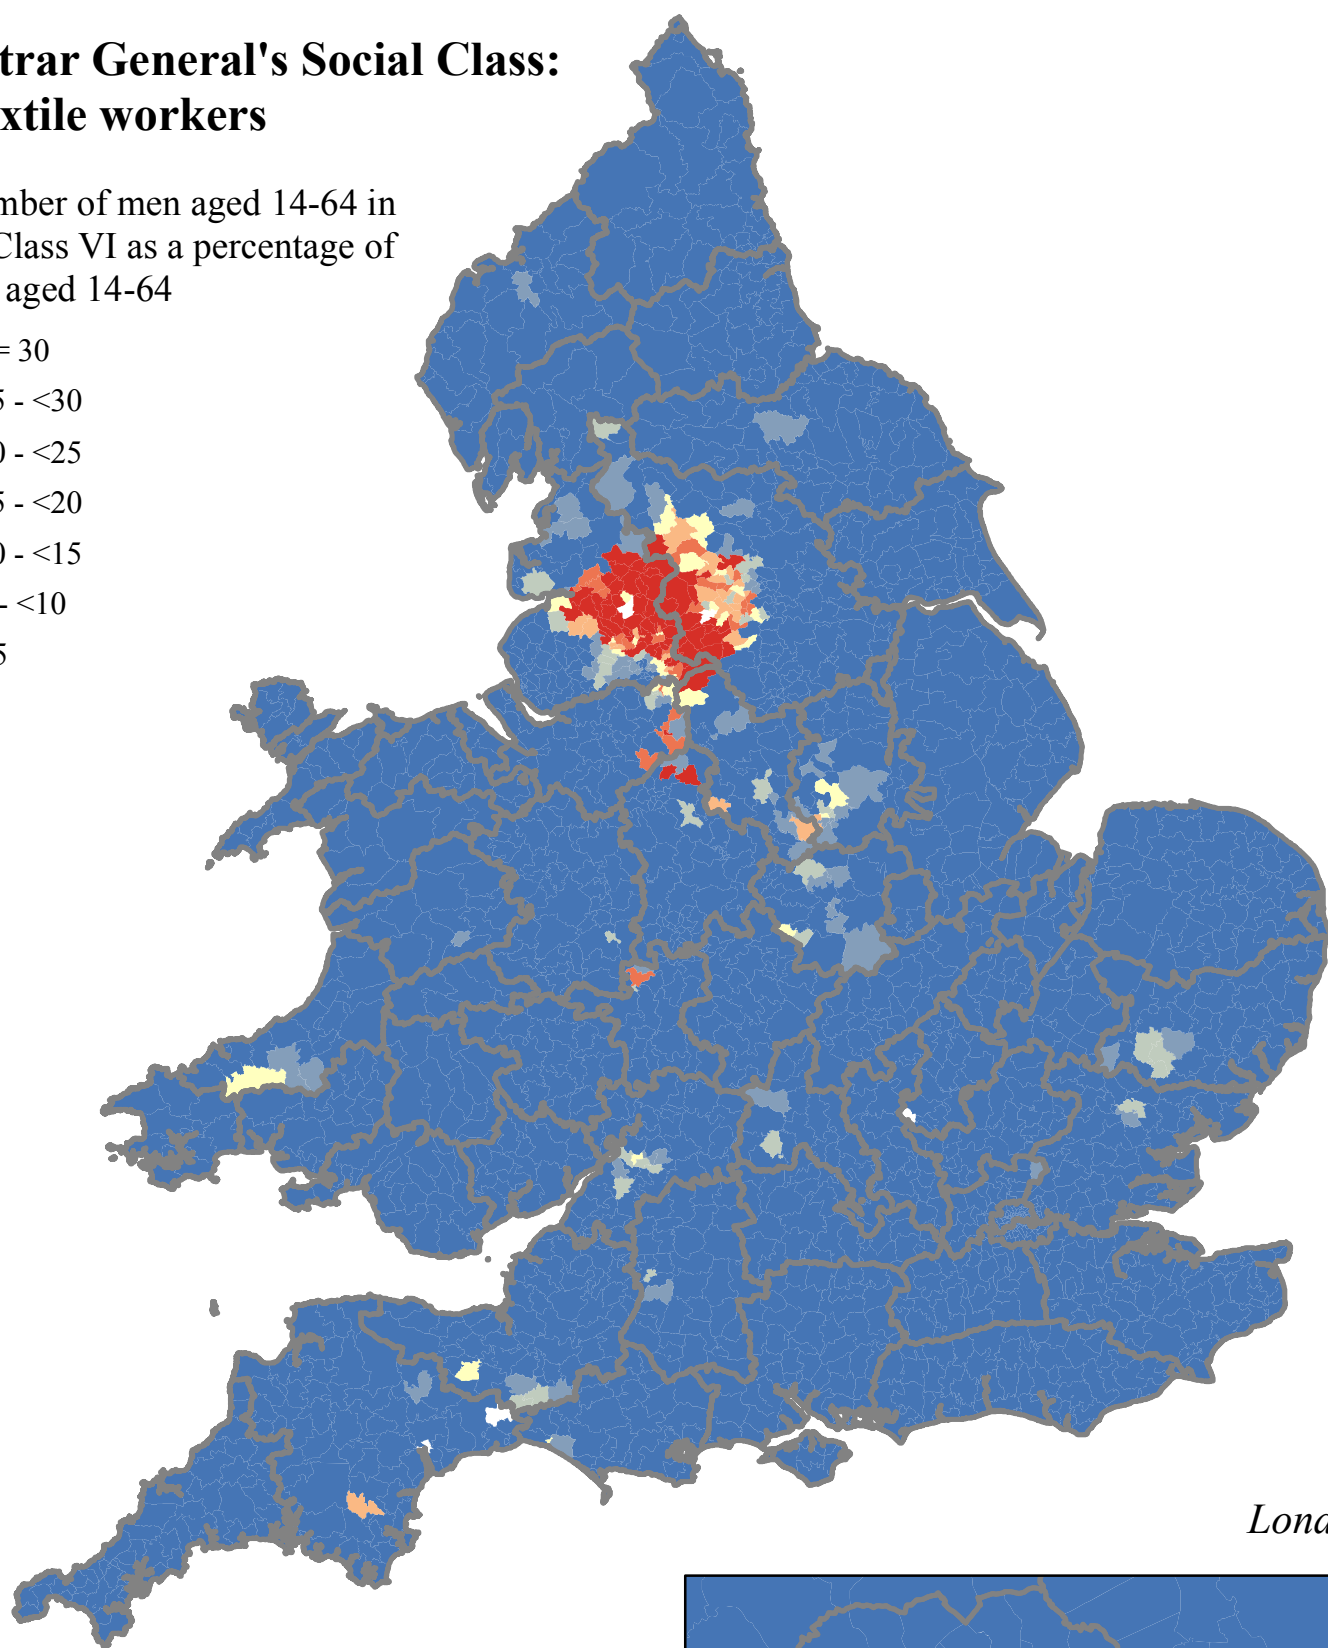 trar General's Social Class:
xtile workers
mber of men aged 14-64 in
Class VI as a percentage of
aged 14-64
= 30
5 - <30
0 - <25
5 - <20
0 - <15
- <10
5
Lond